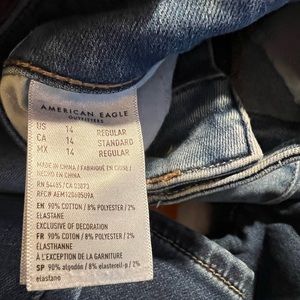 AMERICAN EAGLE
OUTFITTERS
US 14 REGULAR
CA 14 STANDARD
MX 14 REGULAR
MADE IN CHINA / FABRIQUÉ EN CHINE /
HECHO EN CHINA
RN 54485/CA 03073
RFC# AEM1206850
EN 90% COTTON / 8% POLYESTER / 2%
ELASTANE
EXCLUSIVE OF DECORATION
FR 90% COTON / 8% POLYESTER / 2%
ÉLASTHANNE
À L'EXCEPTION DE LA GARNITURE
SP 90% algodón / 8% / 2%
elastano